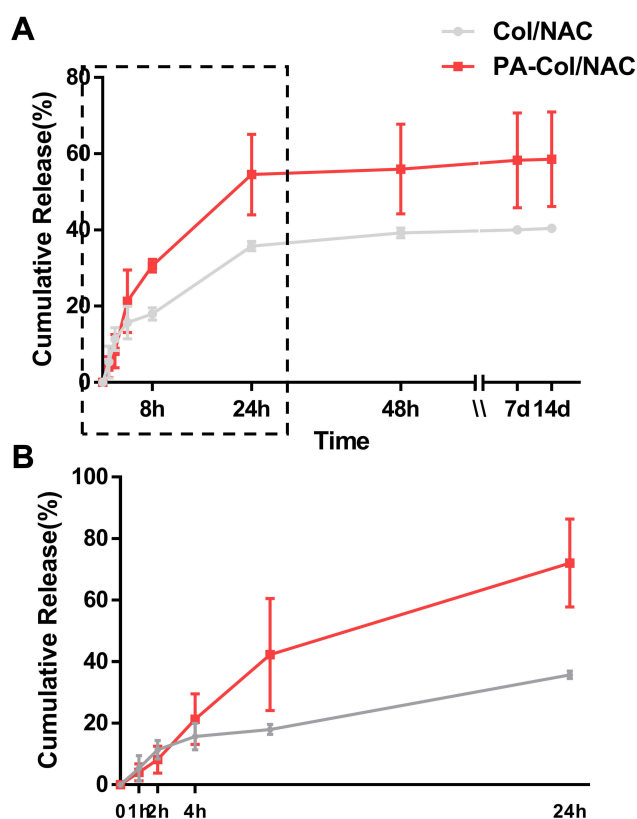 A
Col/NAC
PA-Col/NAC
Cumulative Release(%)
80
60
40
20
0
8h 24h 48h \\ 7d 14d
Time
B
Cumulative Release(%)
100
80
60
40
20
0
0 1h 2h 4h 24h